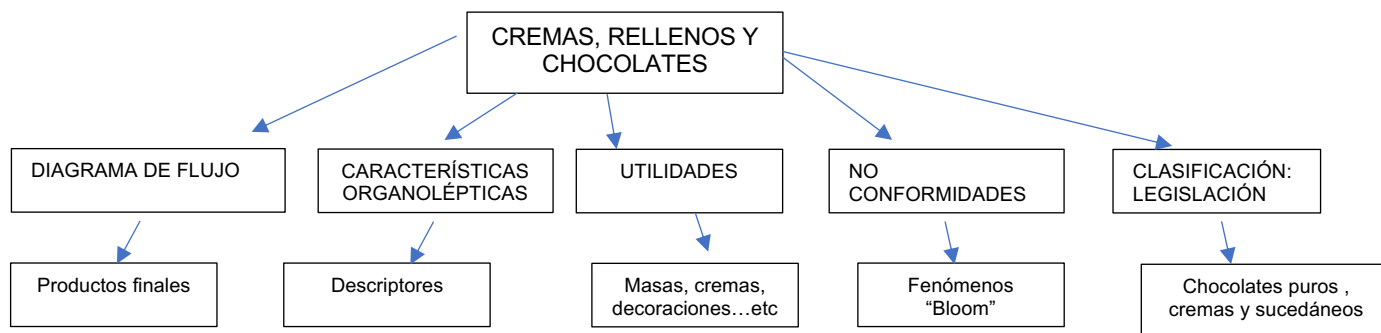 CREMAS, RELLENOS Y
CHOCOLATES
DIAGRAMA DE FLUJO
CARACTERÍSTICAS
ORGANOLÉPTICAS
UTILIDADES
NO
CONFORMIDADES
CLASIFICACIÓN:
LEGISLACIÓN
Productos finales
Descriptores
Masas, cremas,
decoraciones…etc
Fenómenos
“Bloom”
Chocolates puros ,
cremas y sucedáneos